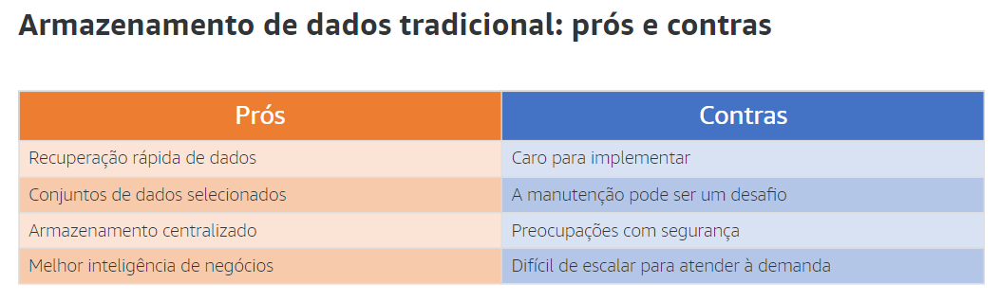 Armazenamento de dados tradicional: prós e contras
Prós
Contras
Recuperação rápida de dados
Caro para implementar
Conjuntos de dados selecionados
A manutenção pode ser um desafio
Armazenamento centralizado
Preocupações com segurança
Melhor inteligência de negócios
Difícil de escalar para atender à demanda